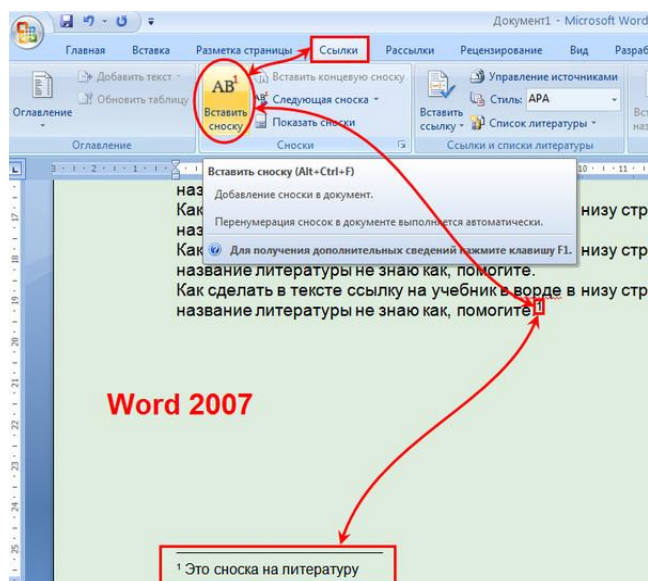 Документ1 - Microsoft Word
Главная Вставка Разметка страницы Ссылки Рассылки Рецензирование Вид Разраб
Добавить текст
Обновить таблицу
Оглавление
Оглавление
AB¹
Вставить сноску
Вставить концевую сноску
Следующая сноска
Показать сноски
Сноски
Вставить ссылку
Управление источниками
Стиль: APA
Список литературы
Ссылки и списки литературы
Вставить сноску (Alt+Ctrl+F)
Добавление сноски в документ.
Перенумерация сносок в документе выполняется автоматически.
Для получения дополнительных сведений нажмите клавишу F1.
наз
Как низу стр
наз
Как низу стр
название литературы не знаю как, помогите.
Как сделать в тексте ссылку на учебник в ворде в низу стр
название литературы не знаю как, помогите.¹
Word 2007
¹ Это сноска на литературу